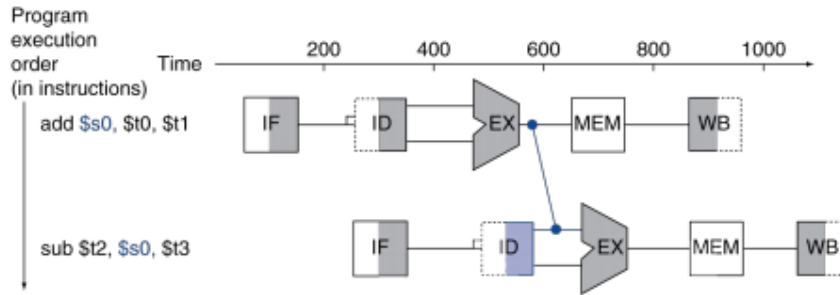 Program
execution
order
(in instructions)
Time
200 400 600 800 1000
add $s0, $t0, $t1
IF ID EX MEM WB
sub $t2, $s0, $t3
IF ID EX MEM WB